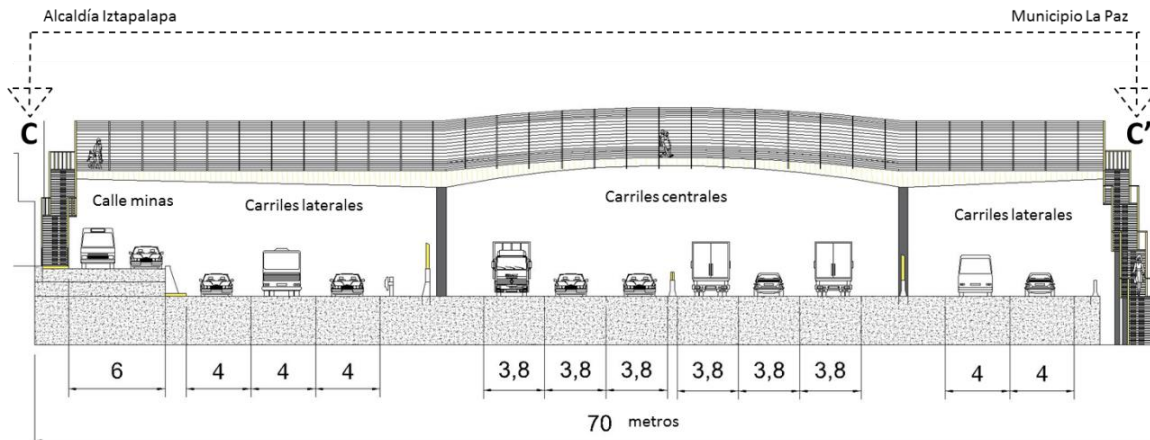 Alcaldía Iztapalapa
Municipio La Paz
C
C'
Calle minas
Carriles laterales
Carriles centrales
Carriles laterales
6
4
4
4
3,8
3,8
3,8
3,8
3,8
3,8
4
4
70 metros